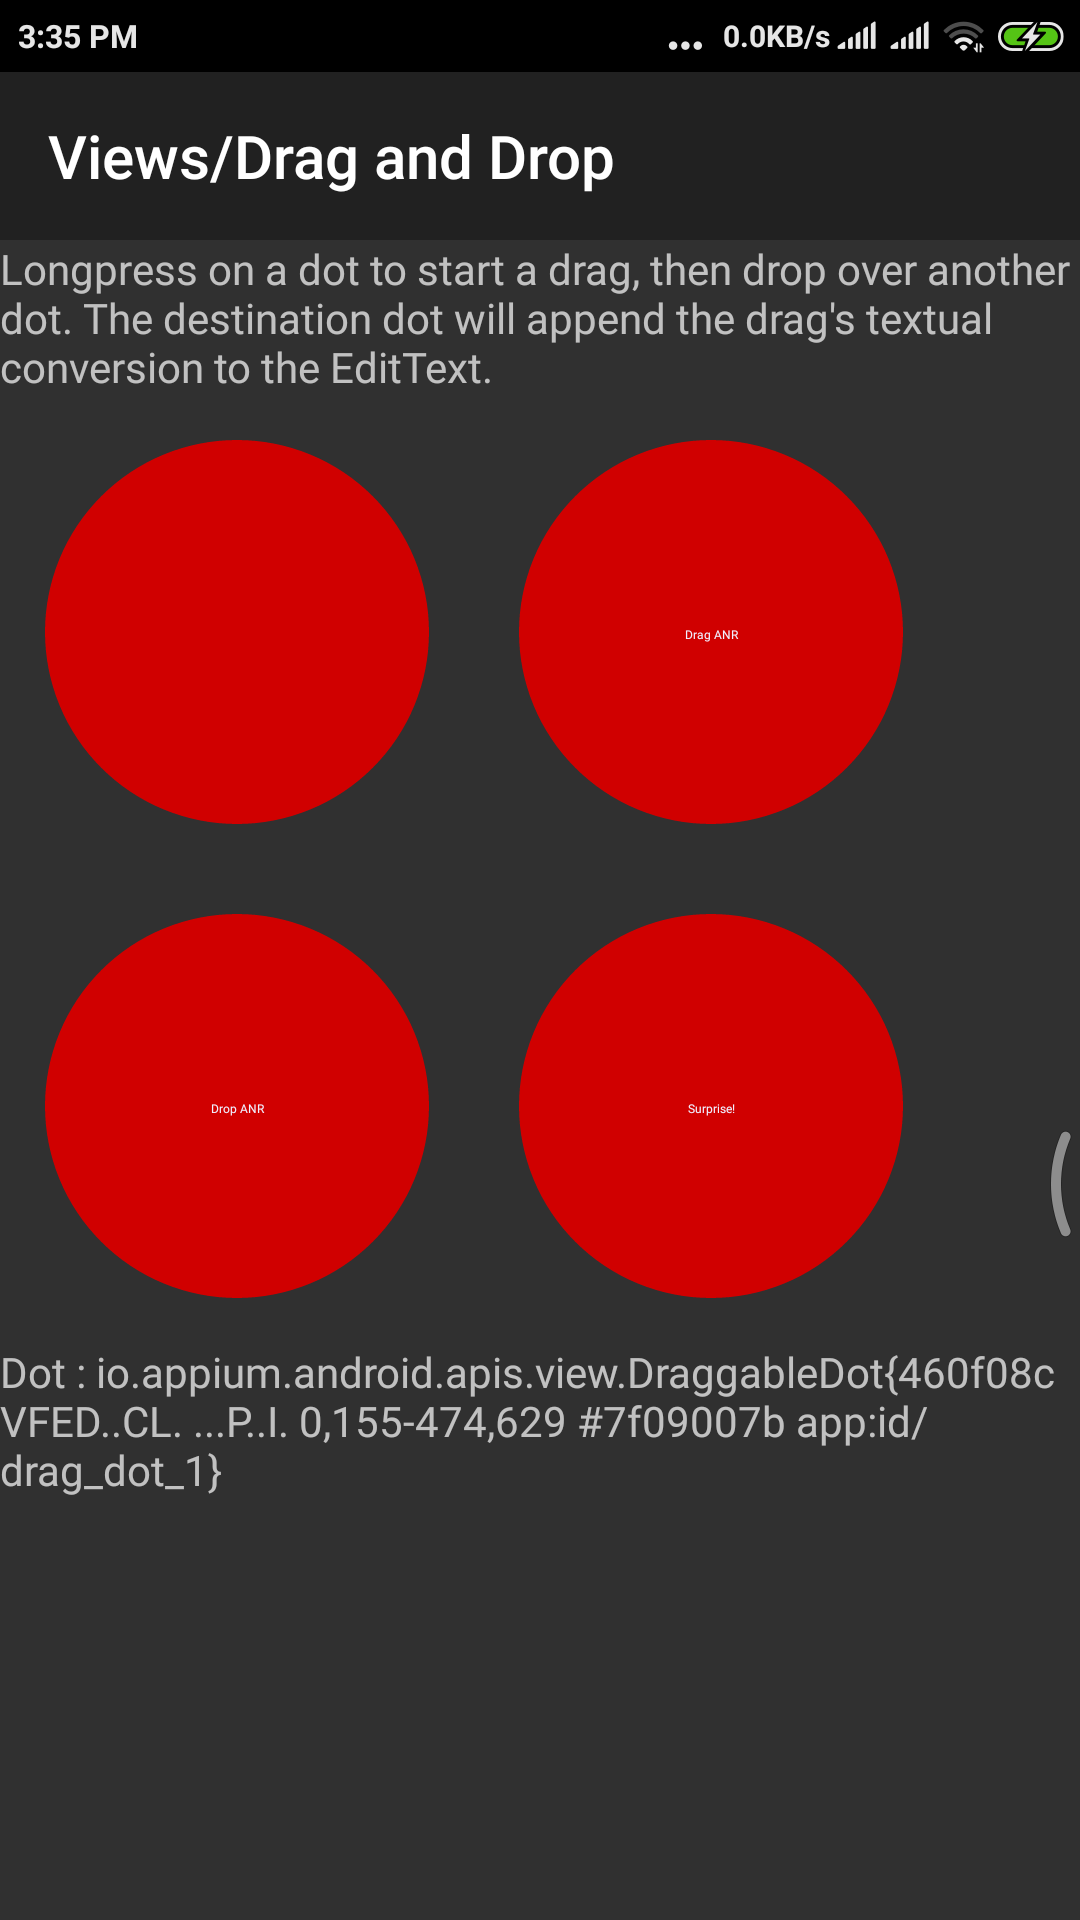 3:35 PM
... 0.0KB/s
Views/Drag and Drop
Longpress on a dot to start a drag, then drop over another
dot. The destination dot will append the drag's textual
conversion to the EditText.
Drag ANR
Drop ANR
Surprise!
Dot : io.appium.android.apis.view.DraggableDot{460f08c
VFED..CL. ...P..I. 0,155-474,629 #7f09007b app:id/
drag_dot_1}